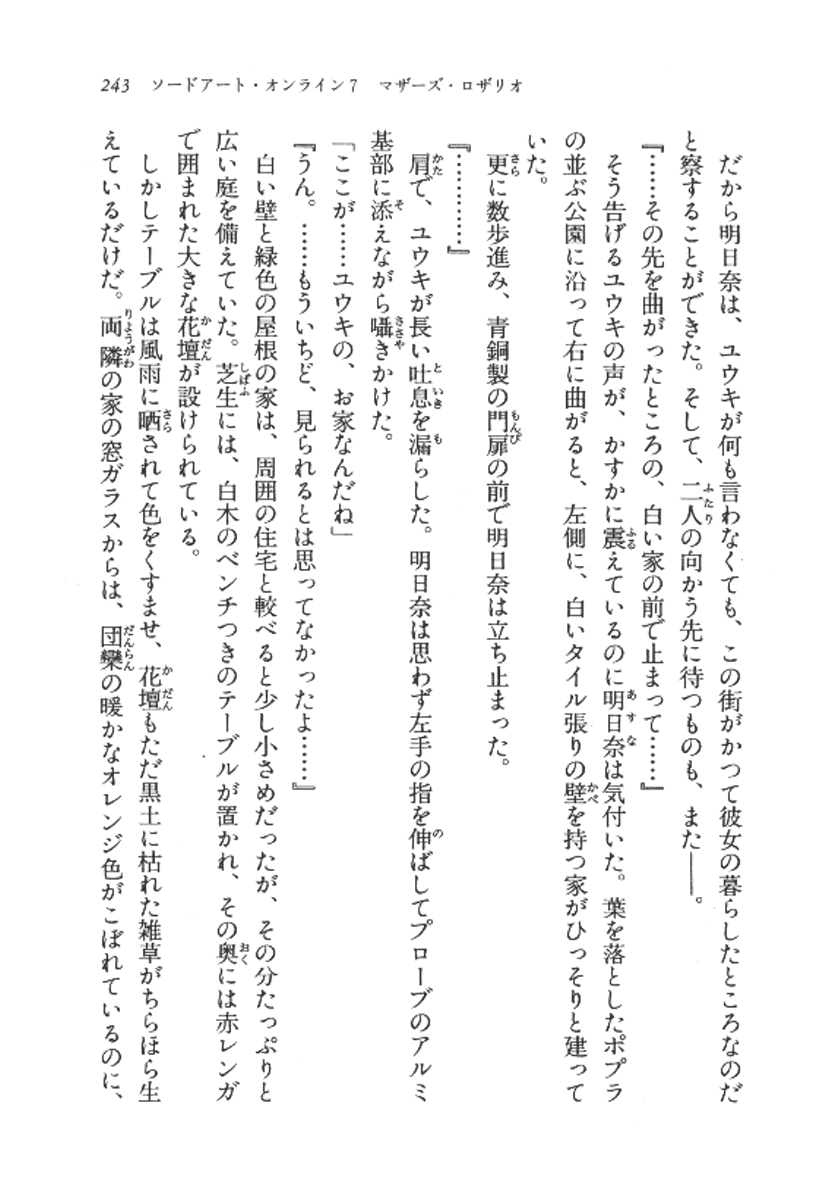 243　ソードアート・オンライン7　マザーズ・ロザリオ
　だから明日奈は、ユウキが何も言わなくても、この街がかつて彼女の暮らしたところなのだ
と察することができた。そして、二人の向かう先に待つものも、また――。
『……その先を曲がったところの、白い家の前で止まって……』
　そう告げるユウキの声が、かすかに震えているのに明日奈は気付いた。葉を落としたポプラ
の並ぶ公園に沿って右に曲がると、左側に、白いタイル張りの壁を持つ家がひっそりと建って
いた。
　更に数歩進み、青銅製の門扉の前で明日奈は立ち止まった。
『…………』
　肩で、ユウキが長い吐息を漏らした。明日奈は思わず左手の指を伸ばしてプローブのアルミ
基部に添えながら囁きかけた。
「ここが……ユウキの、お家なんだね」
『うん。……もういちど、見られるとは思ってなかったよ……』
　白い壁と緑色の屋根の家は、周囲の住宅と較べると少し小さめだったが、その分たっぷりと
広い庭を備えていた。芝生には、白木のベンチつきのテーブルが置かれ、その奥には赤レンガ
で囲まれた大きな花壇が設けられている。
　しかしテーブルは風雨に晒されて色をくすませ、花壇もただ黒土に枯れた雑草がちらほら生
えているだけだ。両隣の家の窓ガラスからは、団欒の暖かなオレンジ色がこぼれているのに、